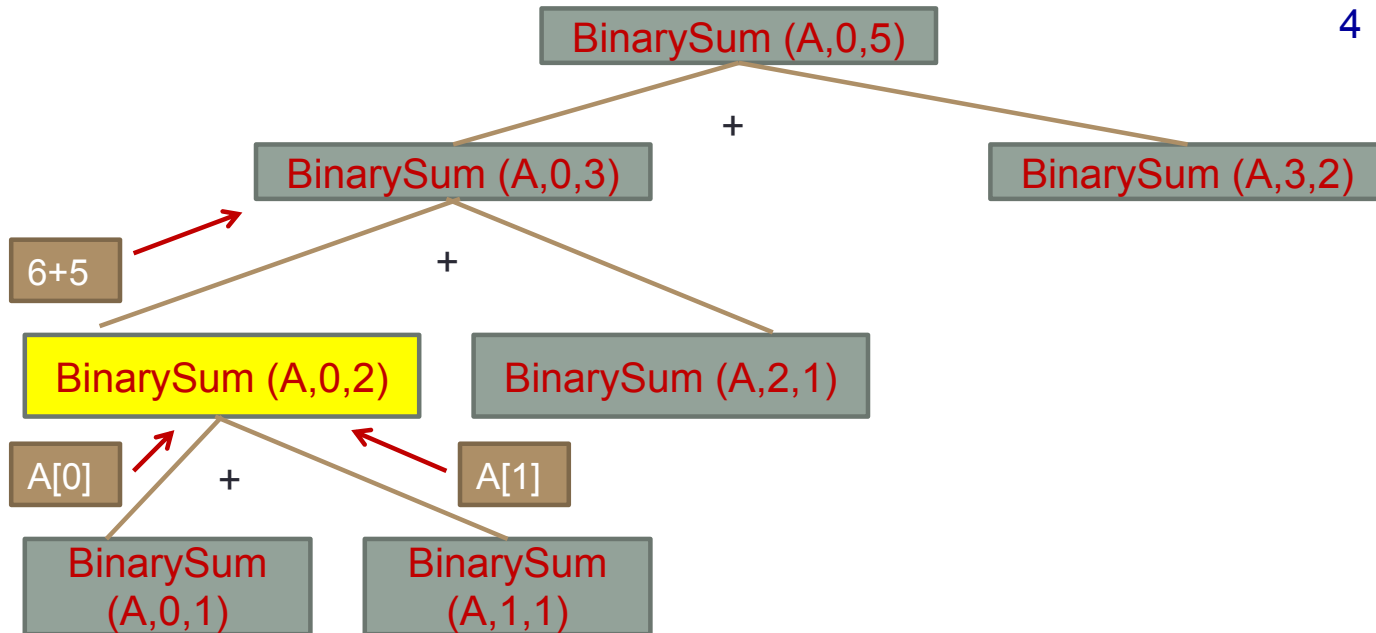 4
BinarySum (A,0,5)
+
BinarySum (A,0,3)
BinarySum (A,3,2)
6+5
+
BinarySum (A,0,2)
BinarySum (A,2,1)
A[0]
+
A[1]
BinarySum
(A,0,1)
BinarySum
(A,1,1)